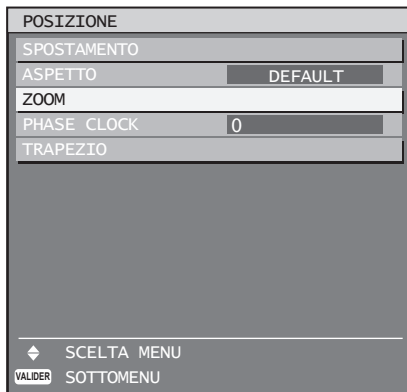 POSIZIONE
SPOSTAMENTO
ASPETTO DEFAULT
ZOOM
PHASE CLOCK 0
TRAPEZIO
SCELTA MENU
VALIDER SOTTOMENU